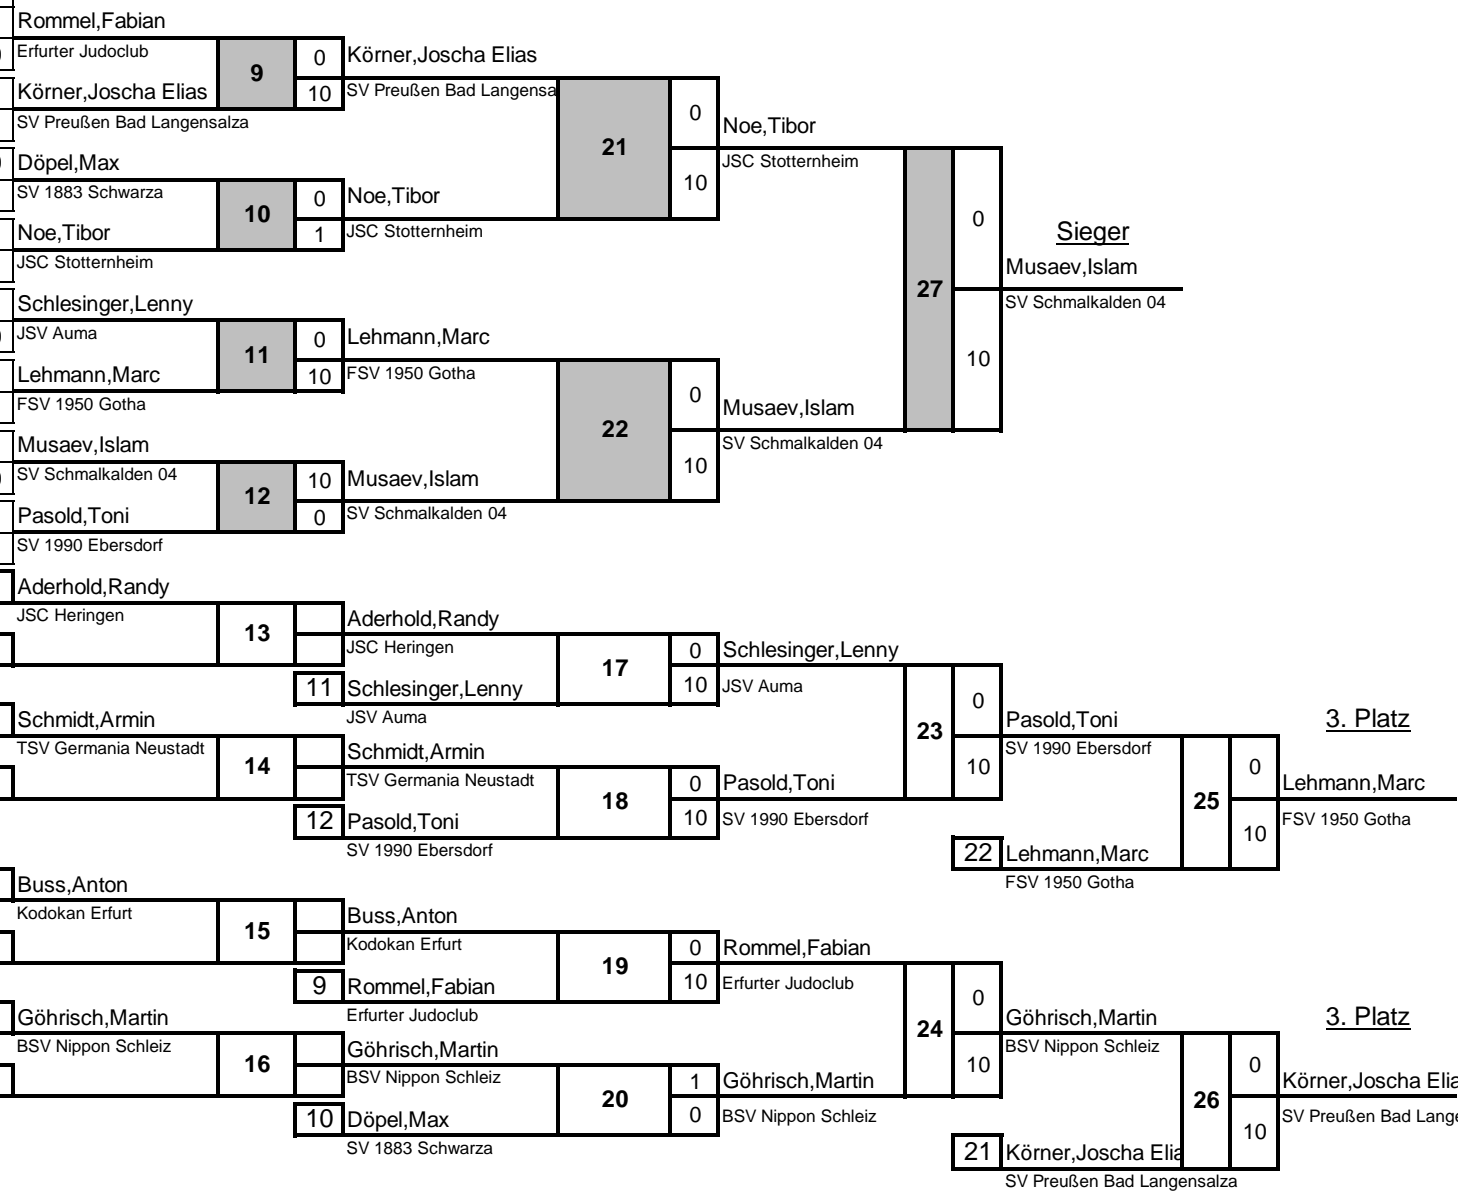 Rommel,Fabian
Erfurter Judoclub
9
0
Körner,Joscha Elias
Körner,Joscha Elias
10
SV Preußen Bad Langensa
SV Preußen Bad Langensalza
21
0
Noe,Tibor
JSC Stotternheim
10
Döpel,Max
SV 1883 Schwarza
10
0
Noe,Tibor
Noe,Tibor
1
JSC Stotternheim
JSC Stotternheim
27
0
Sieger
Musaev,Islam
SV Schmalkalden 04
10
Schlesinger,Lenny
JSV Auma
11
0
Lehmann,Marc
Lehmann,Marc
10
FSV 1950 Gotha
FSV 1950 Gotha
22
0
Musaev,Islam
SV Schmalkalden 04
10
Musaev,Islam
SV Schmalkalden 04
12
10
Musaev,Islam
Pasold,Toni
0
SV Schmalkalden 04
SV 1990 Ebersdorf
Aderhold,Randy
JSC Heringen
13
Aderhold,Randy
JSC Heringen
17
0
Schlesinger,Lenny
11
Schlesinger,Lenny
10
JSV Auma
JSV Auma
23
0
Pasold,Toni
3. Platz
Schmidt,Armin
TSV Germania Neustadt
14
Schmidt,Armin
TSV Germania Neustadt
18
0
Pasold,Toni
10
SV 1990 Ebersdorf
12
Pasold,Toni
10
SV 1990 Ebersdorf
SV 1990 Ebersdorf
25
0
Lehmann,Marc
FSV 1950 Gotha
10
22
Lehmann,Marc
FSV 1950 Gotha
Buss,Anton
Kodokan Erfurt
15
Buss,Anton
Kodokan Erfurt
19
0
Rommel,Fabian
9
Rommel,Fabian
10
Erfurter Judoclub
Erfurter Judoclub
24
0
Göhrisch,Martin
3. Platz
Göhrisch,Martin
BSV Nippon Schleiz
16
Göhrisch,Martin
BSV Nippon Schleiz
20
1
Göhrisch,Martin
10
BSV Nippon Schleiz
10
Döpel,Max
0
BSV Nippon Schleiz
SV 1883 Schwarza
26
0
Körner,Joscha Elia
SV Preußen Bad Lange
10
21
Körner,Joscha Elia
SV Preußen Bad Langensalza